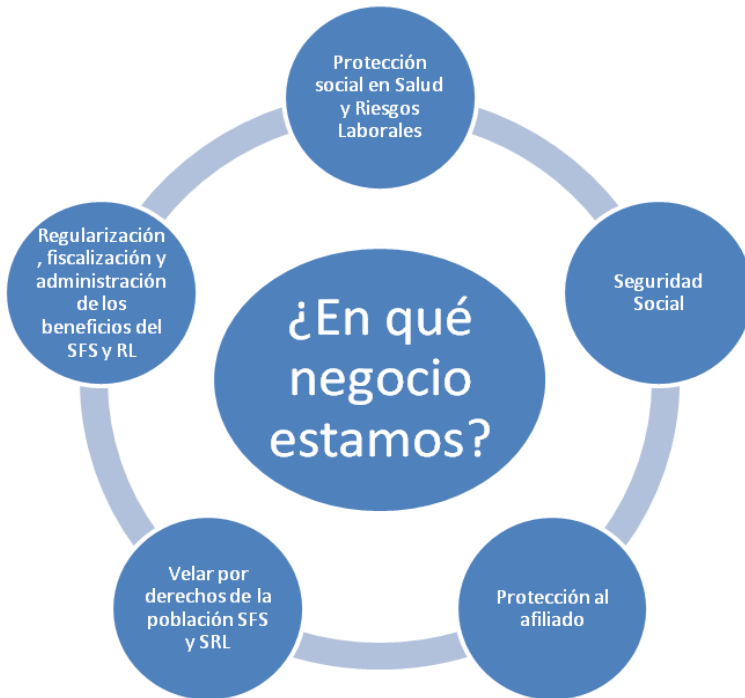 Protección
social en Salud
y Riesgos
Laborales
Seguridad
Social
Protección al
afiliado
Velar por
derechos de la
población SFS
y SRL
Regularización
, fiscalización y
administración
de los
beneficios del
SFS y RL
¿En qué
negocio
estamos?